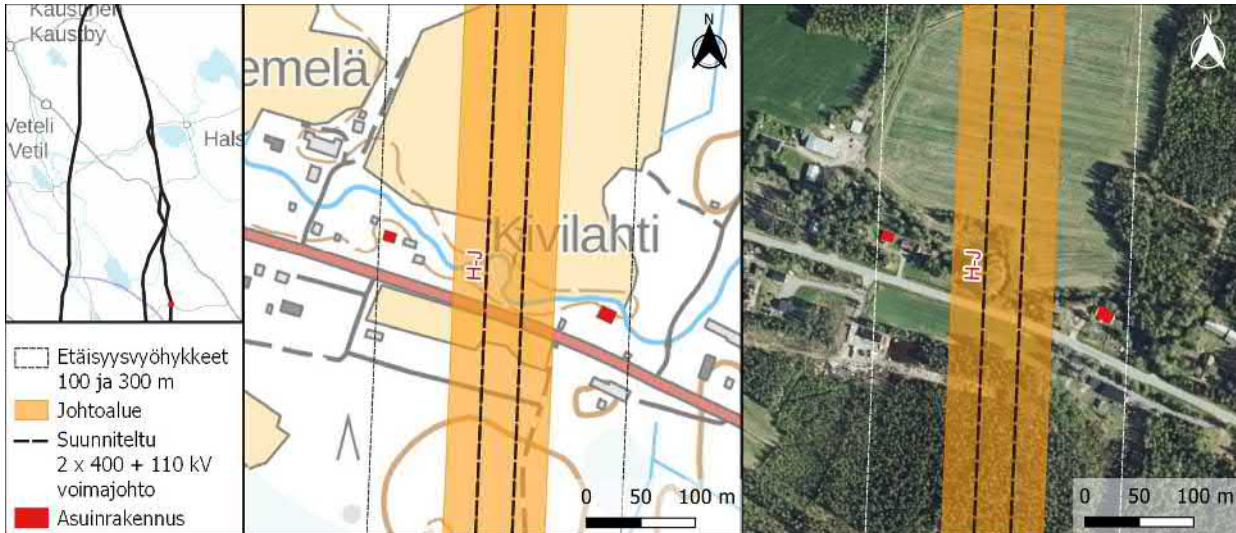 Kaustinen
Kaustby
Veteli
Vetil
Hals
Etäisyysvyöhykkeet
100 ja 300 m
Johtoalue
Suunniteltu
2 x 400 + 110 kV
voimajohto
Asuinrakennus
emelä
Kivilahti
H-J
N
0 50 100 m
H-J
N
0 50 100 m